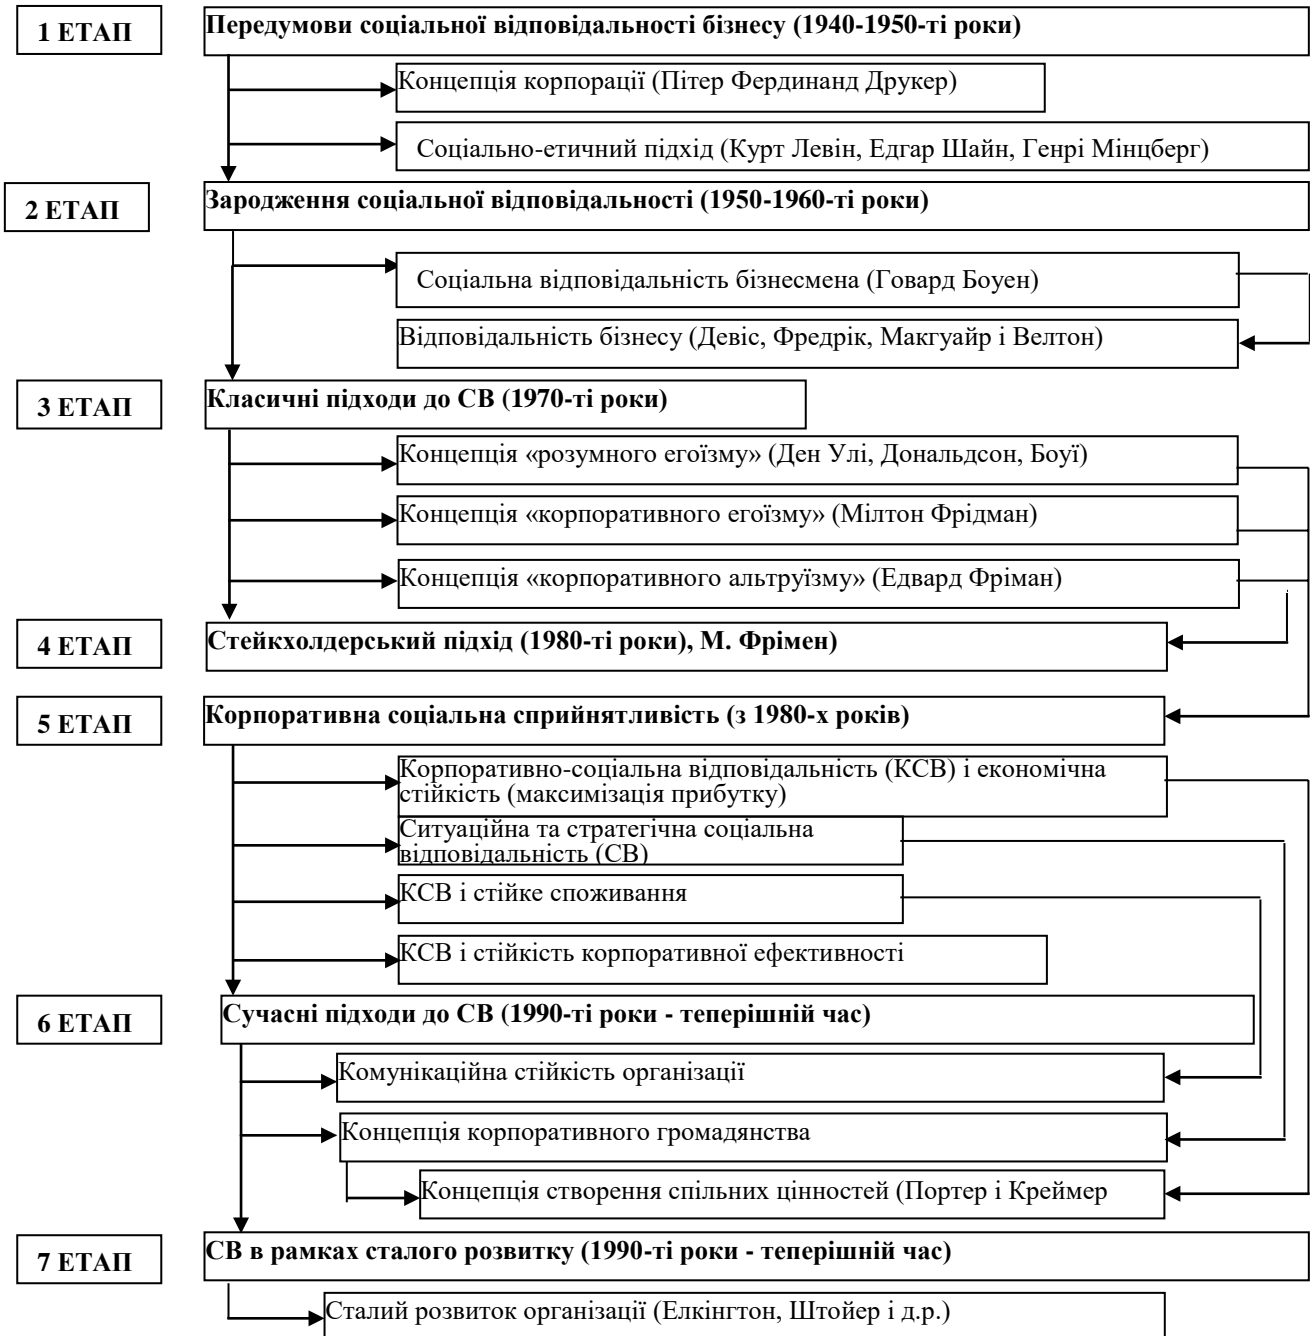 1 ЕТАП
Передумови соціальної відповідальності бізнесу (1940-1950-ті роки)
Концепція корпорації (Пітер Фердинанд Друкер)
Соціально-етичний підхід (Курт Левін, Едгар Шайн, Генрі Мінцберг)
2 ЕТАП
Зародження соціальної відповідальності (1950-1960-ті роки)
Соціальна відповідальність бізнесмена (Говард Боуен)
Відповідальність бізнесу (Девіс, Фредрік, Макгуайр і Велтон)
3 ЕТАП
Класичні підходи до СВ (1970-ті роки)
Концепція «розумного егоїзму» (Ден Улі, Дональдсон, Боуї)
Концепція «корпоративного егоїзму» (Мілтон Фрідман)
Концепція «корпоративного альтруїзму» (Едвард Фріман)
4 ЕТАП
Стейкхолдерський підхід (1980-ті роки), М. Фрімен)
5 ЕТАП
Корпоративна соціальна сприйнятливість (з 1980-х років)
Корпоративно-соціальна відповідальність (КСВ) і економічна
стійкість (максимізація прибутку)
Ситуаційна та стратегічна соціальна
відповідальність (СВ)
КСВ і стійке споживання
КСВ і стійкість корпоративної ефективності
6 ЕТАП
Сучасні підходи до СВ (1990-ті роки - теперішній час)
Комунікаційна стійкість організації
Концепція корпоративного громадянства
Концепція створення спільних цінностей (Портер і Креймер
7 ЕТАП
СВ в рамках сталого розвитку (1990-ті роки - теперішній час)
Сталий розвиток організації (Елкінгтон, Штойер і д.р.)